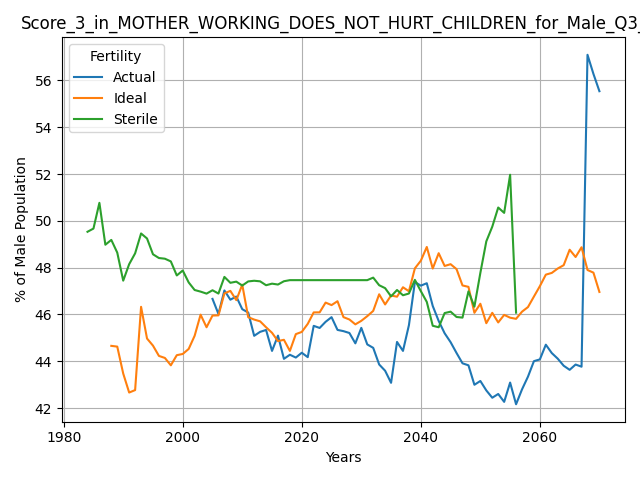 Score_3_in_MOTHER_WORKING_DOES_NOT_HURT_CHILDREN_for_Male_Q3_
Fertility
Actual
Ideal
Sterile
% of Male Population
56
54
52
50
48
46
44
42
1980
2000
2020
2040
2060
Years